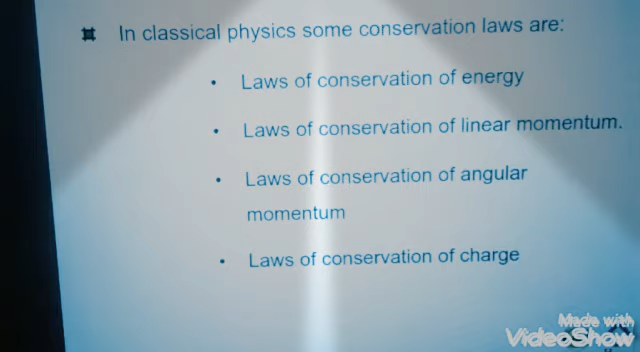 In classical physics some conservation laws are:
• Laws of conservation of energy
• Laws of conservation of linear momentum.
• Laws of conservation of angular
momentum
• Laws of conservation of charge
Made with
VideoShow